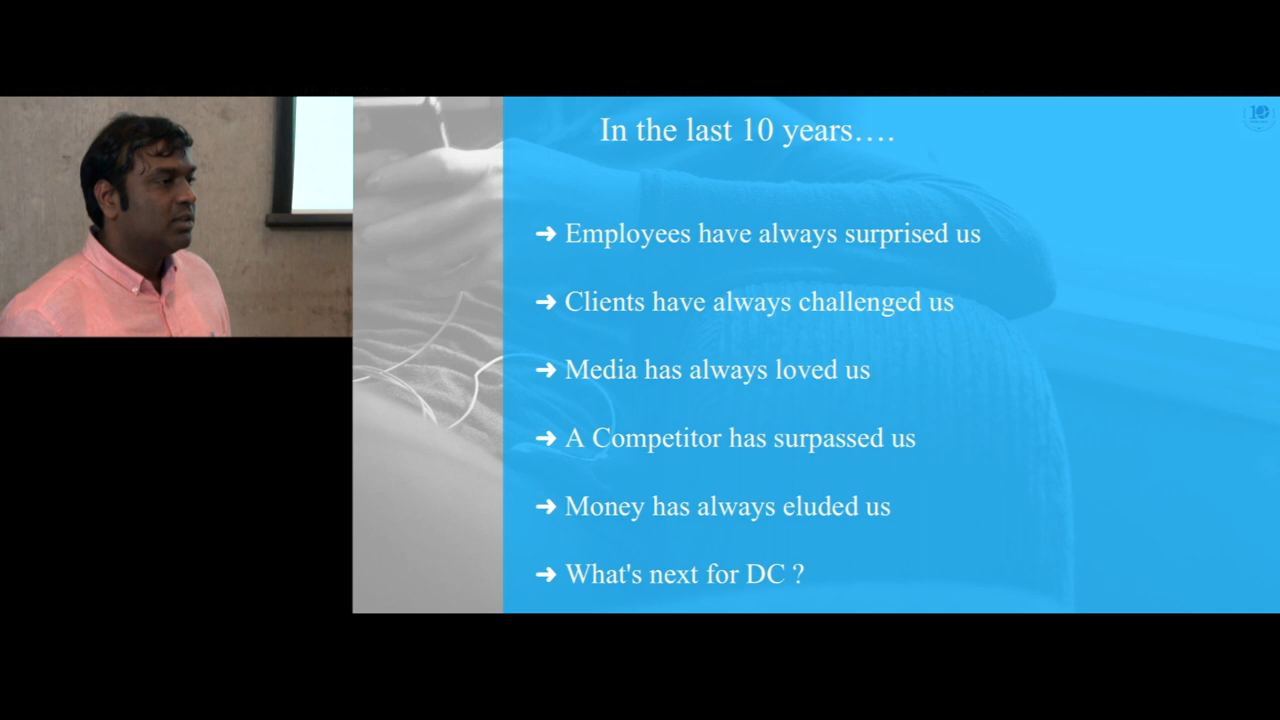 In the last 10 years….
➜ Employees have always surprised us
➜ Clients have always challenged us
➜ Media has always loved us
➜ A Competitor has surpassed us
➜ Money has always eluded us
➜ What's next for DC ?
10